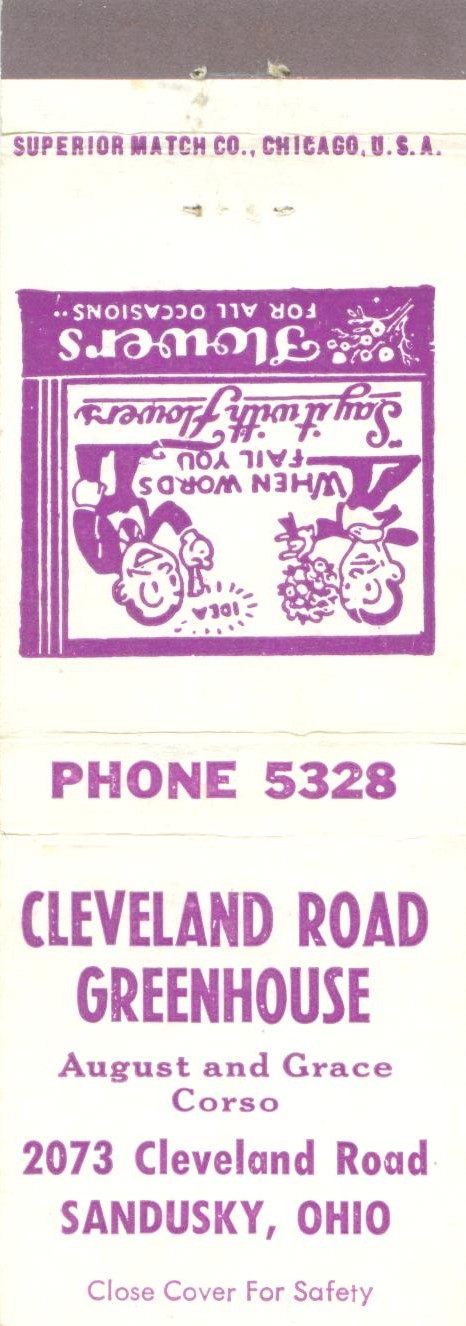 SUPERIOR MATCH CO., CHICAGO, U.S.A.
IDEA
WHEN WORDS
FAIL YOU
"Say it with flowers
Flowers
FOR ALL OCCASIONS"
PHONE 5328
CLEVELAND ROAD
GREENHOUSE
August and Grace
Corso
2073 Cleveland Road
SANDUSKY, OHIO
Close Cover For Safety